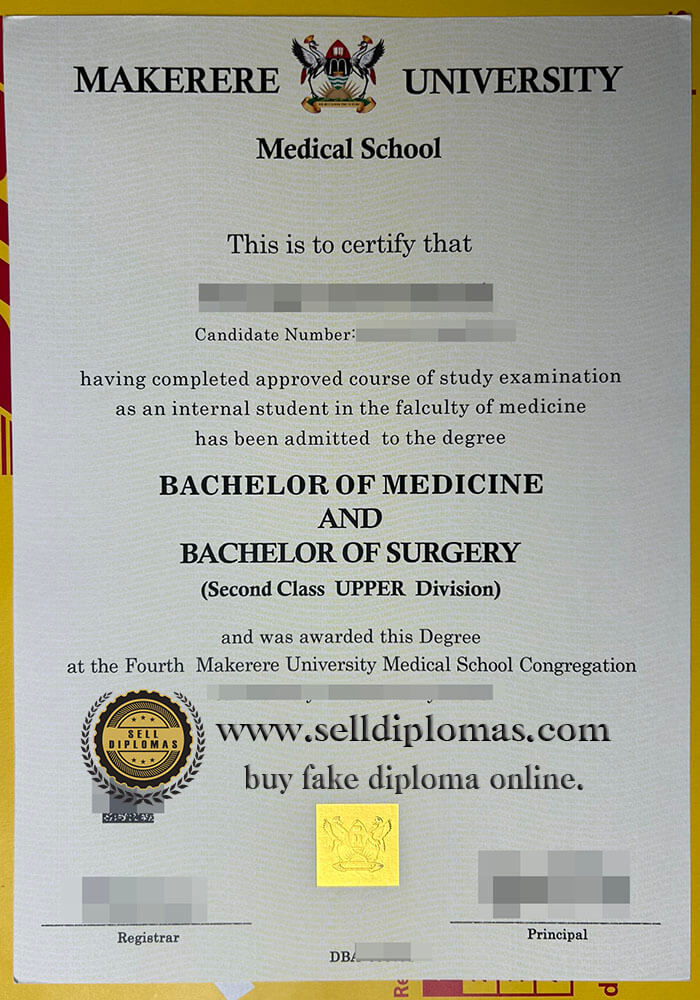 MAKERERE UNIVERSITY
Medical School
This is to certify that
Candidate Number:
having completed approved course of study examination
as an internal student in the falculty of medicine
has been admitted to the degree
BACHELOR OF MEDICINE
AND
BACHELOR OF SURGERY
(Second Class UPPER Division)
and was awarded this Degree
at the Fourth Makerere University Medical School Congregation
SELL
DIPLOMAS
www.selldiplomas.com
buy fake diploma online.
Registrar
Principal
DBA